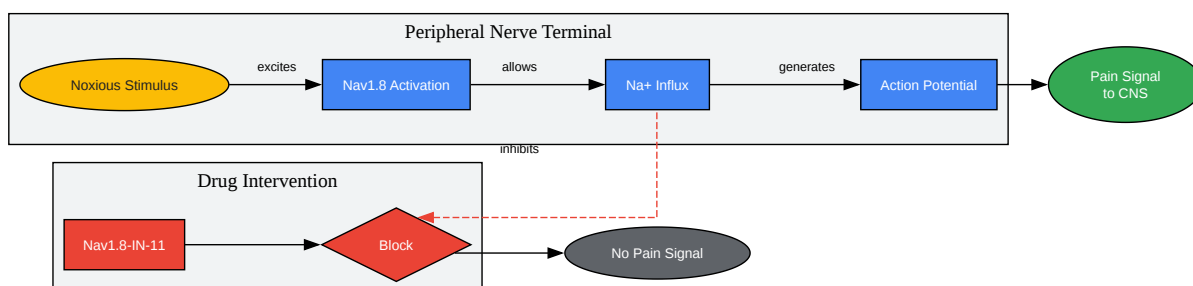 Peripheral Nerve Terminal
Noxious Stimulus
excites
Nav1.8 Activation
allows
Na+ Influx
generates
Action Potential
Pain Signal
to CNS
inhibits
Drug Intervention
Nav1.8-IN-11
Block
No Pain Signal